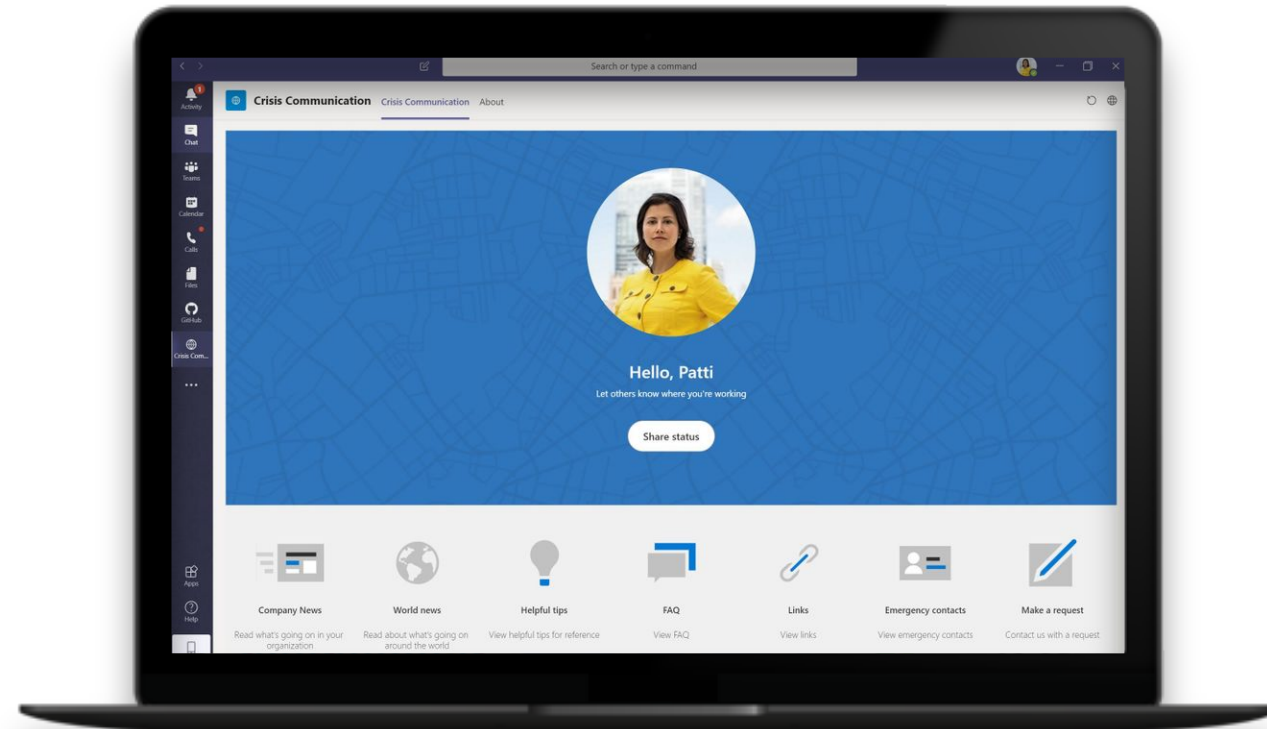 Search or type a command
Activity
Chat
Teams
Calendar
Calls
Files
GitHub
Crisis Com...
Apps
Help
1
Crisis Communication
Crisis Communication
About
Hello, Patti
Let others know where you're working
Share status
Company News
Read what's going on in your
organization
World news
Read about what's going on
around the world
Helpful tips
View helpful tips for reference
FAQ
View FAQ
Links
View links
Emergency contacts
View emergency contacts
Make a request
Contact us with a request